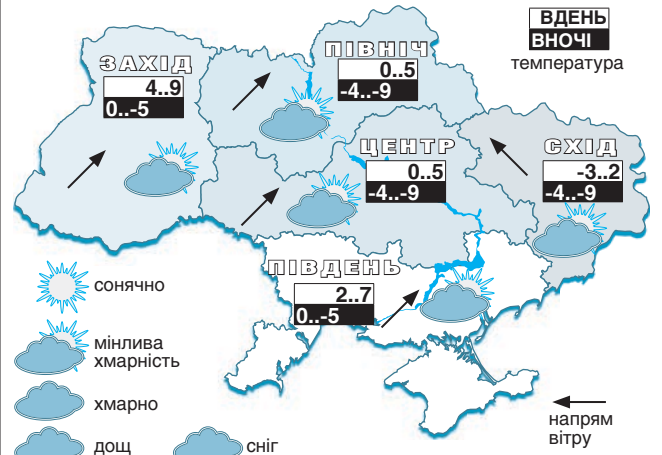 ВДЕНЬ
ВНОЧІ
температура
ЗАХІД
4..9
0..-5
ПІВНІЧ
0..5
-4..-9
ЦЕНТР
0..5
-4..-9
СХІД
-3..2
-4..-9
ПІВДЕНЬ
2..7
0..-5
сонячно
мінлива
хмарність
хмарно
дощ
сніг
напрям
вітру